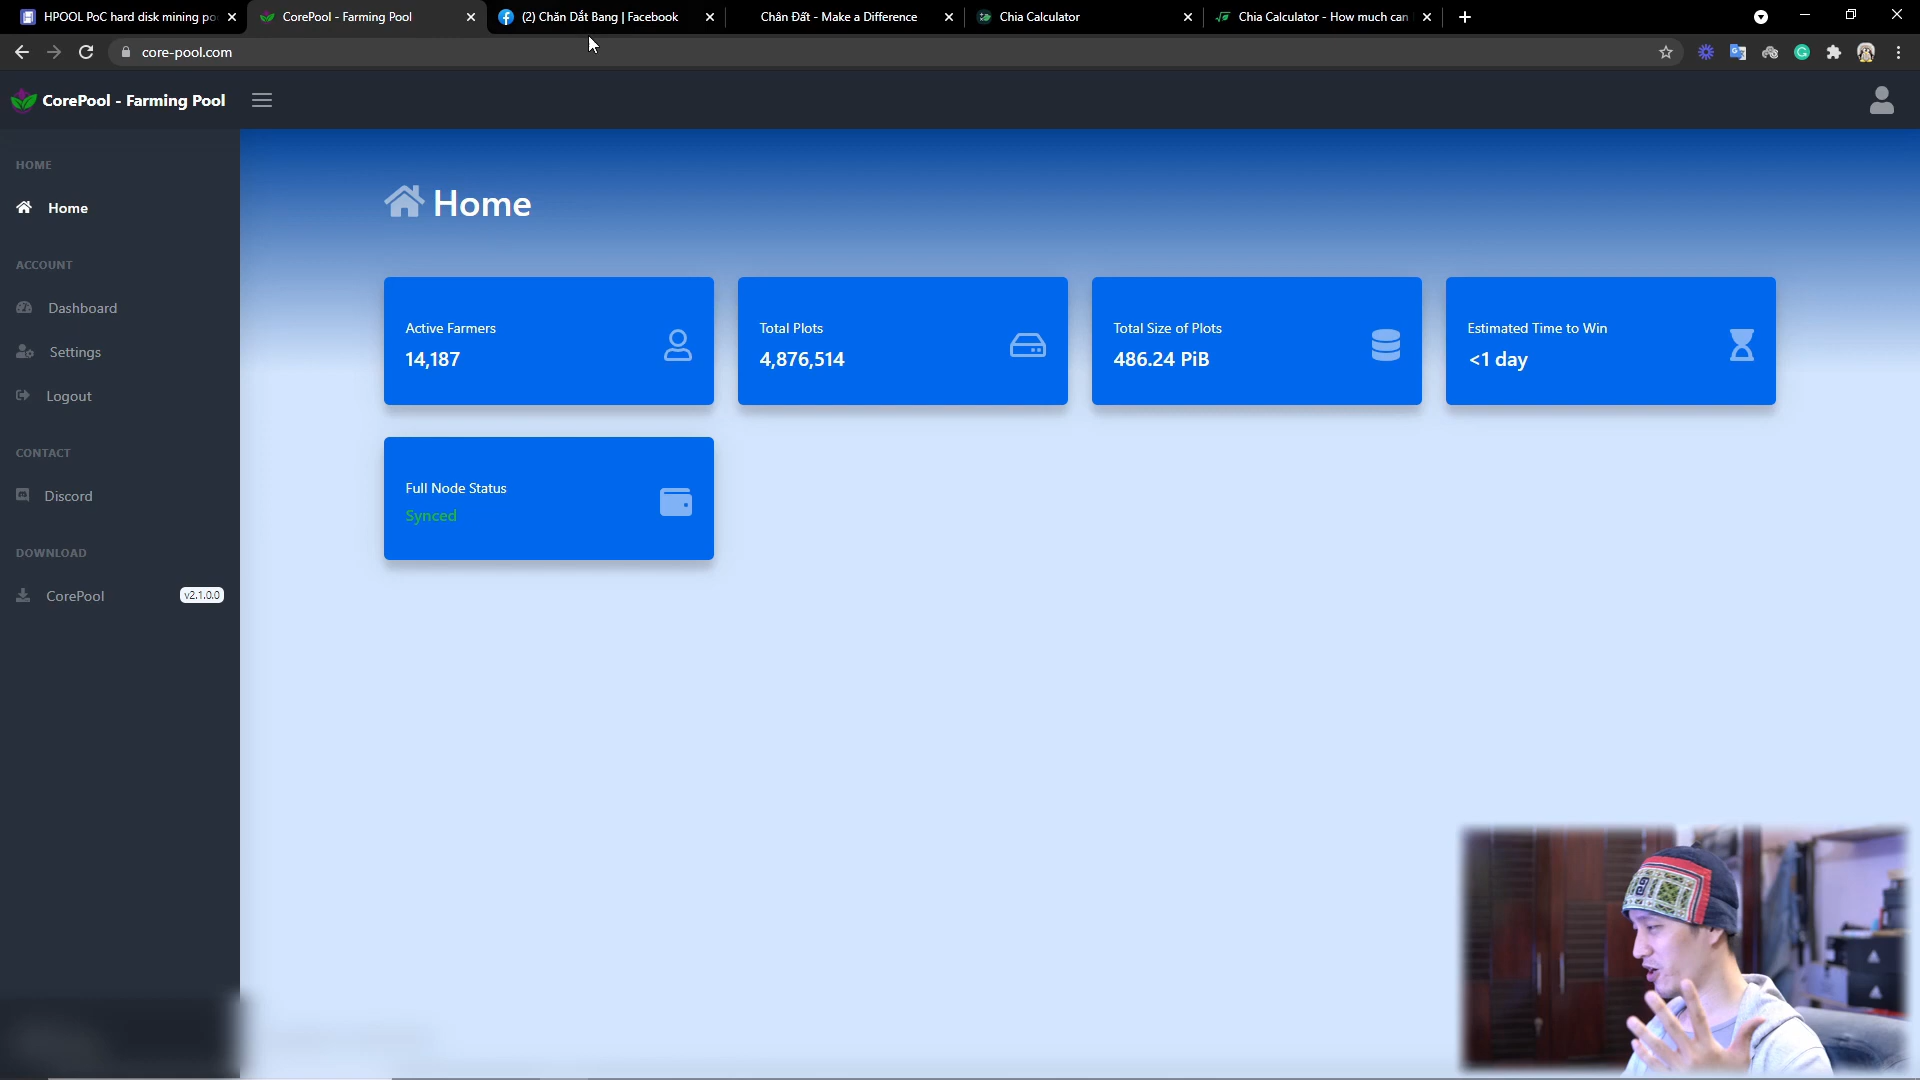 HPOOL PoC hard disk mining po
CorePool - Farming Pool
(2) Chăn Dắt Bang | Facebook
Chân Đất - Make a Difference
Chia Calculator
Chia Calculator - How much can
core-pool.com
CorePool - Farming Pool
HOME
Home
ACCOUNT
Dashboard
Settings
Logout
CONTACT
Discord
DOWNLOAD
CorePool
v2.1.0.0
Home
Active Farmers
14,187
Total Plots
4,876,514
Total Size of Plots
486.24 PiB
Estimated Time to Win
<1 day
Full Node Status
Synced